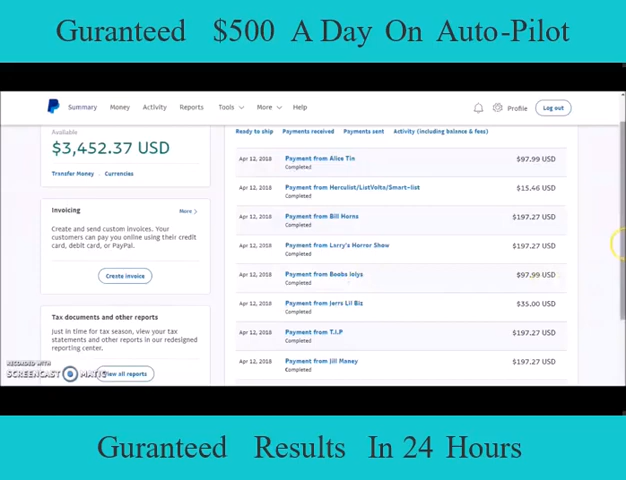 Guranteed $500 A Day On Auto-Pilot
Summary Money Activity Reports Tools More Help Profile Log out
Available
$3,452.37 USD
Transfer Money Currencies
Invoicing More
Create and send custom invoices. Your
customers can pay you online using their credit
card, debit card, or PayPal.
Create invoice
Tax documents and other reports
Just in time for tax season, view your tax
statements and other reports in our redesigned
reporting center.
View all reports
Ready to ship Payments received Payments sent Activity (including balance & fees)
Apr 12, 2018 Payment from Alice Tin $97.99 USD
Completed
Apr 12, 2018 Payment from Herculist/ListVolta/Smart-list $15.46 USD
Completed
Apr 12, 2018 Payment from Bill Horns $197.27 USD
Completed
Apr 12, 2018 Payment from Larry's Horror Show $197.27 USD
Completed
Apr 12, 2018 Payment from Boobs lolys $97.99 USD
Completed
Apr 12, 2018 Payment from Jerrs Lil Biz $35.00 USD
Completed
Apr 12, 2018 Payment from T.I.P $197.27 USD
Completed
Apr 12, 2018 Payment from Jill Money $197.27 USD
Completed
RECORDED WITH
SCREENCAST MATIC
Guranteed Results In 24 Hours